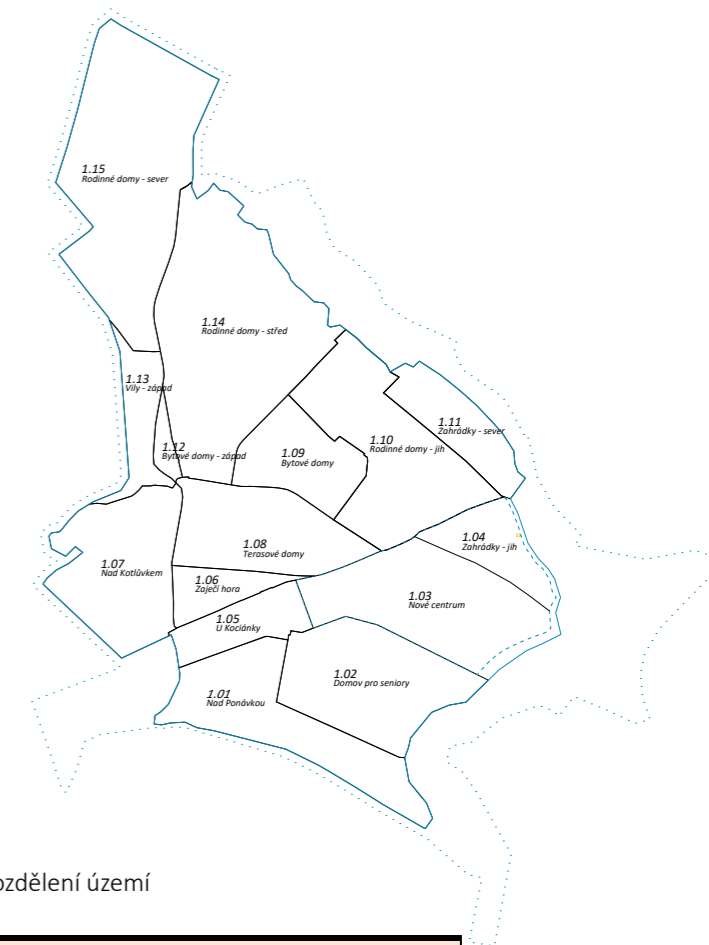 1.15
Rodinné domy - sever
1.14
Rodinné domy - střed
1.13
Vily - západ
1.11
Zahrádky - sever
1.10
Rodinné domy - jih
1.12
Bytové domy - západ
1.09
Bytové domy
1.04
Zahrádky - jih
1.08
Terasové domy
1.07
Nad Kotlůvkem
1.06
Zaječí hora
1.03
Nové centrum
1.05
U Kociánky
1.02
Domov pro seniory
1.01
Nad Ponávkou
ozdělení území